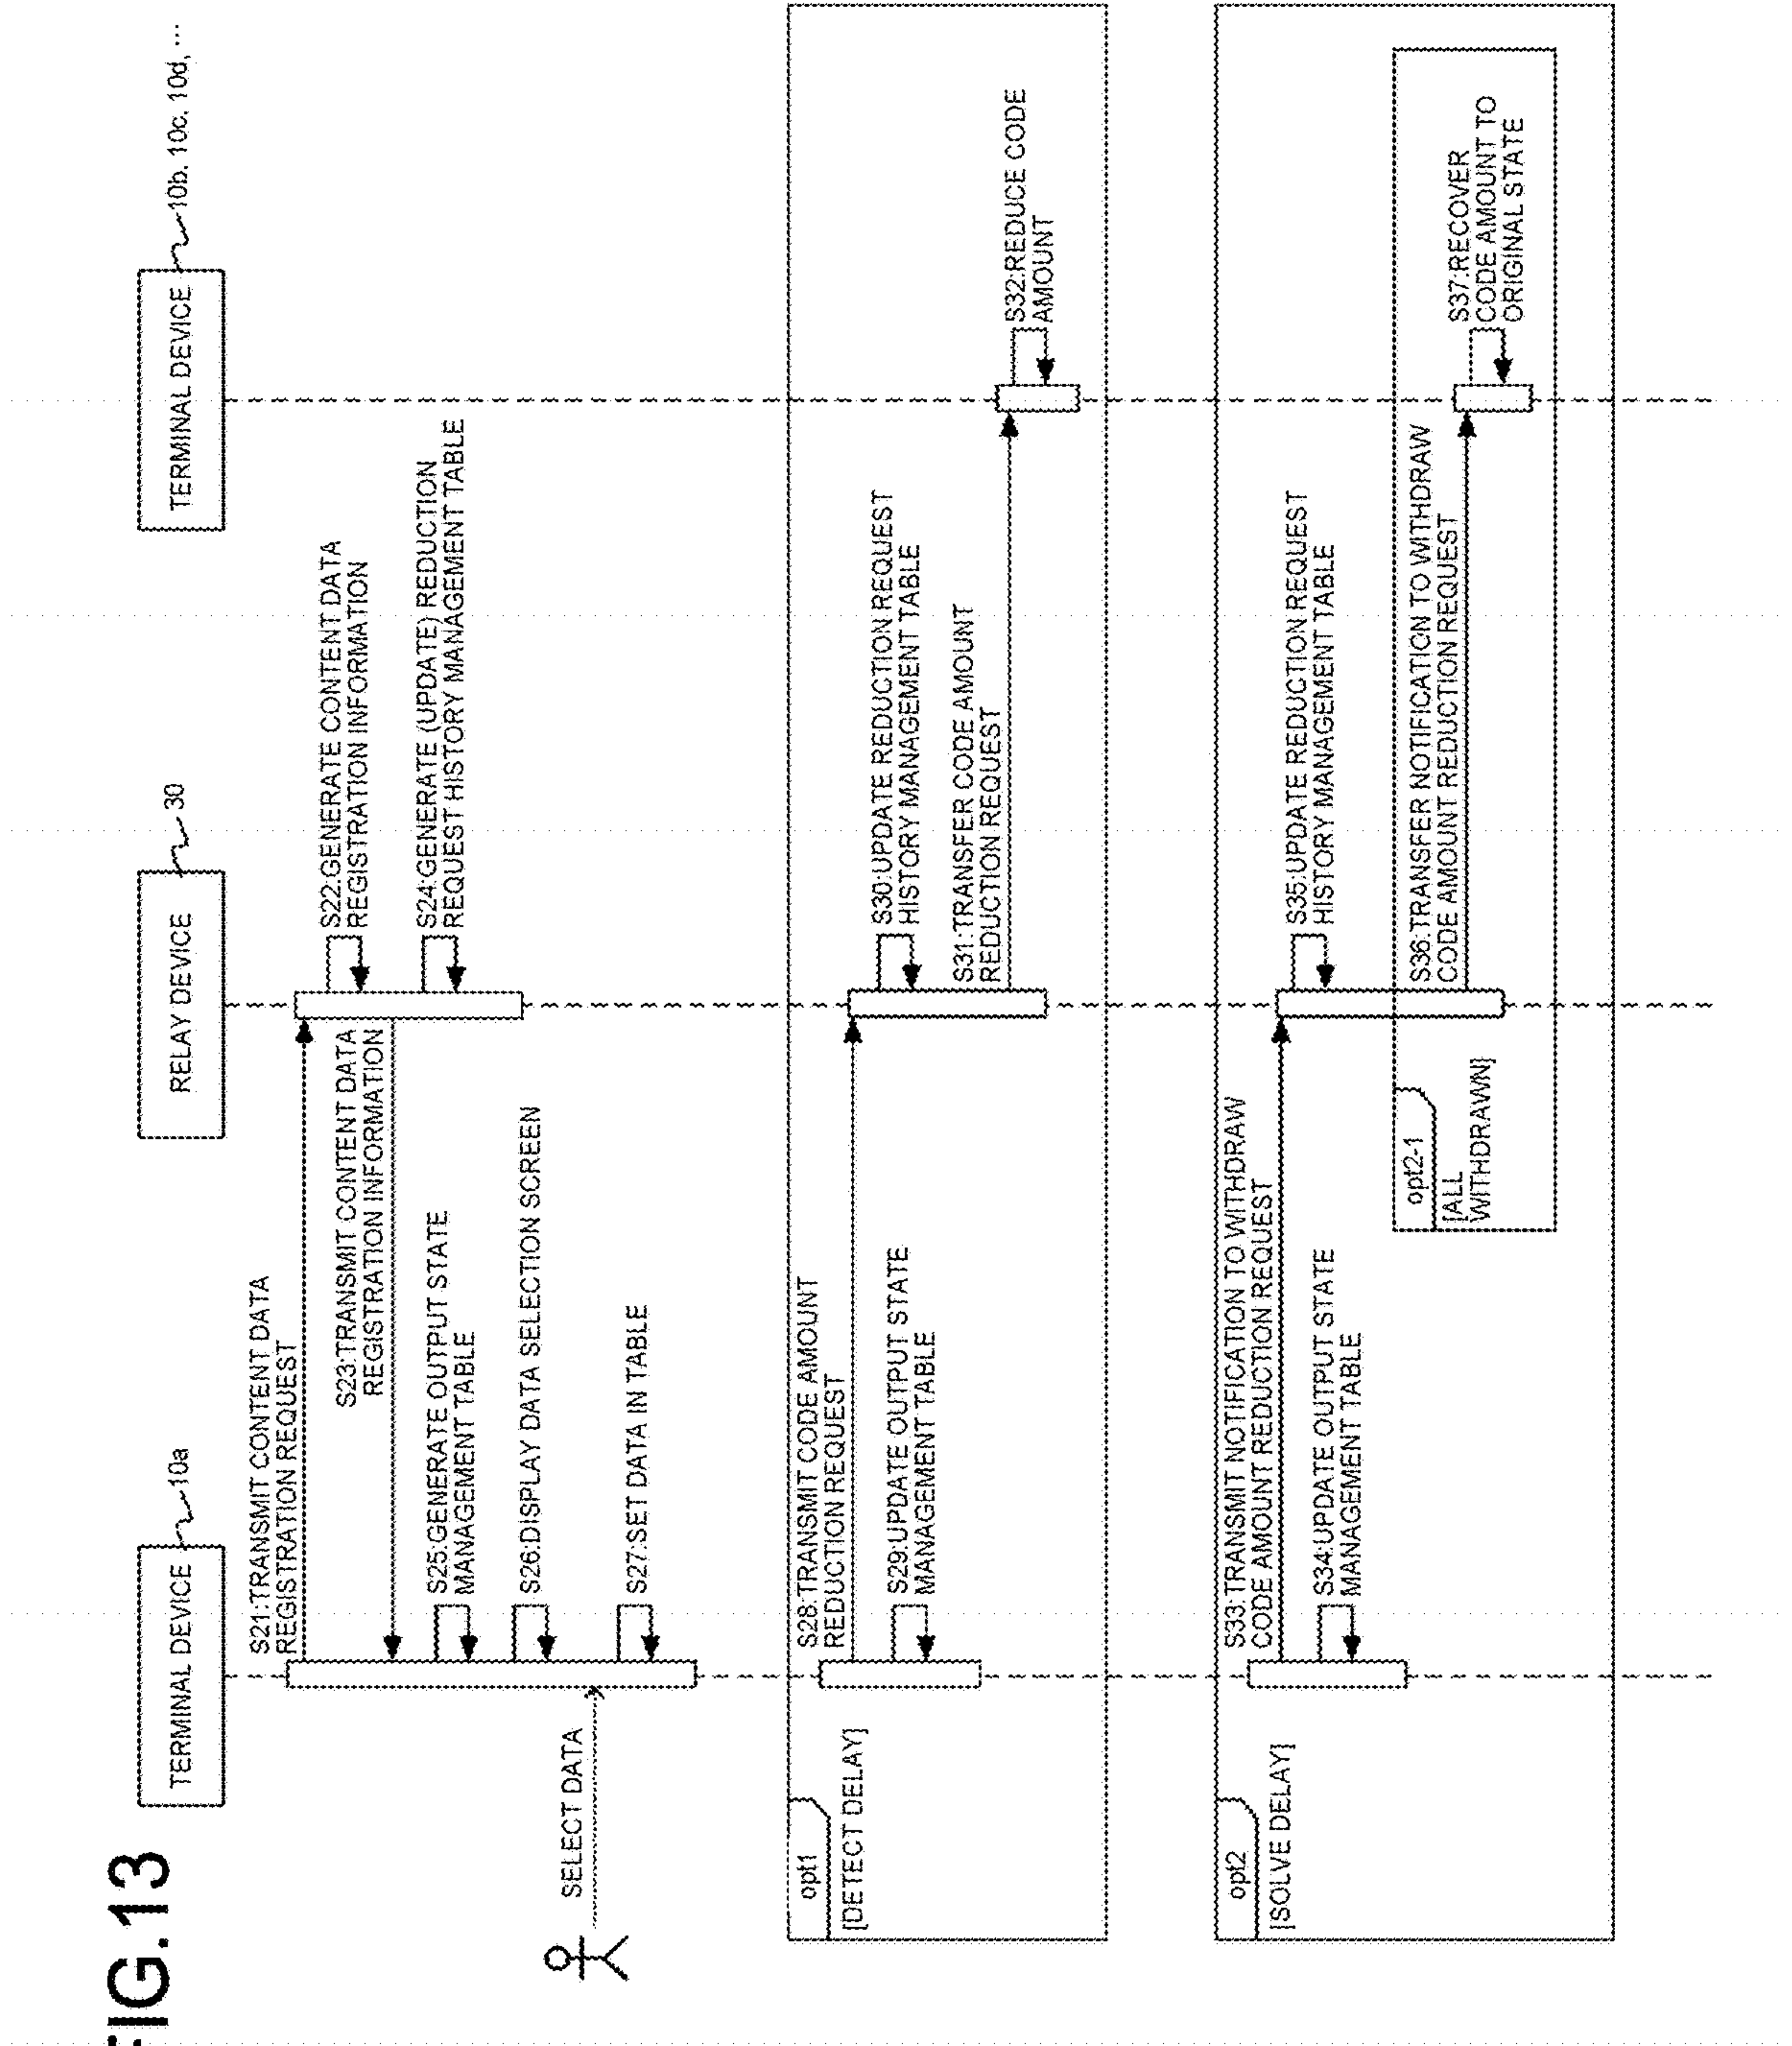 FIG.13
TERMINAL DEVICE
10a
RELAY DEVICE
30
TERMINAL DEVICE
10b, 10c, 10d, ...
S21:TRANSMIT CONTENT DATA
REGISTRATION REQUEST
S22:GENERATE CONTENT DATA
REGISTRATION INFORMATION
S23:TRANSMIT CONTENT DATA
REGISTRATION INFORMATION
S24:GENERATE (UPDATE) REDUCTION
REQUEST HISTORY MANAGEMENT TABLE
S25:GENERATE OUTPUT STATE
MANAGEMENT TABLE
S26:DISPLAY DATA SELECTION SCREEN
SELECT DATA
S27:SET DATA IN TABLE
opt1
[DETECT DELAY]
S28:TRANSMIT CODE AMOUNT
REDUCTION REQUEST
S29:UPDATE OUTPUT STATE
MANAGEMENT TABLE
S30:UPDATE REDUCTION REQUEST
HISTORY MANAGEMENT TABLE
S31:TRANSFER CODE AMOUNT
REDUCTION REQUEST
S32:REDUCE CODE
AMOUNT
opt2
[SOLVE DELAY]
S33:TRANSMIT NOTIFICATION TO WITHDRAW
CODE AMOUNT REDUCTION REQUEST
S34:UPDATE OUTPUT STATE
MANAGEMENT TABLE
S35:UPDATE REDUCTION REQUEST
HISTORY MANAGEMENT TABLE
opt2-1
[ALL
WITHDRAWN]
S36:TRANSFER NOTIFICATION TO WITHDRAW
CODE AMOUNT REDUCTION REQUEST
S37:RECOVER
CODE AMOUNT TO
ORIGINAL STATE